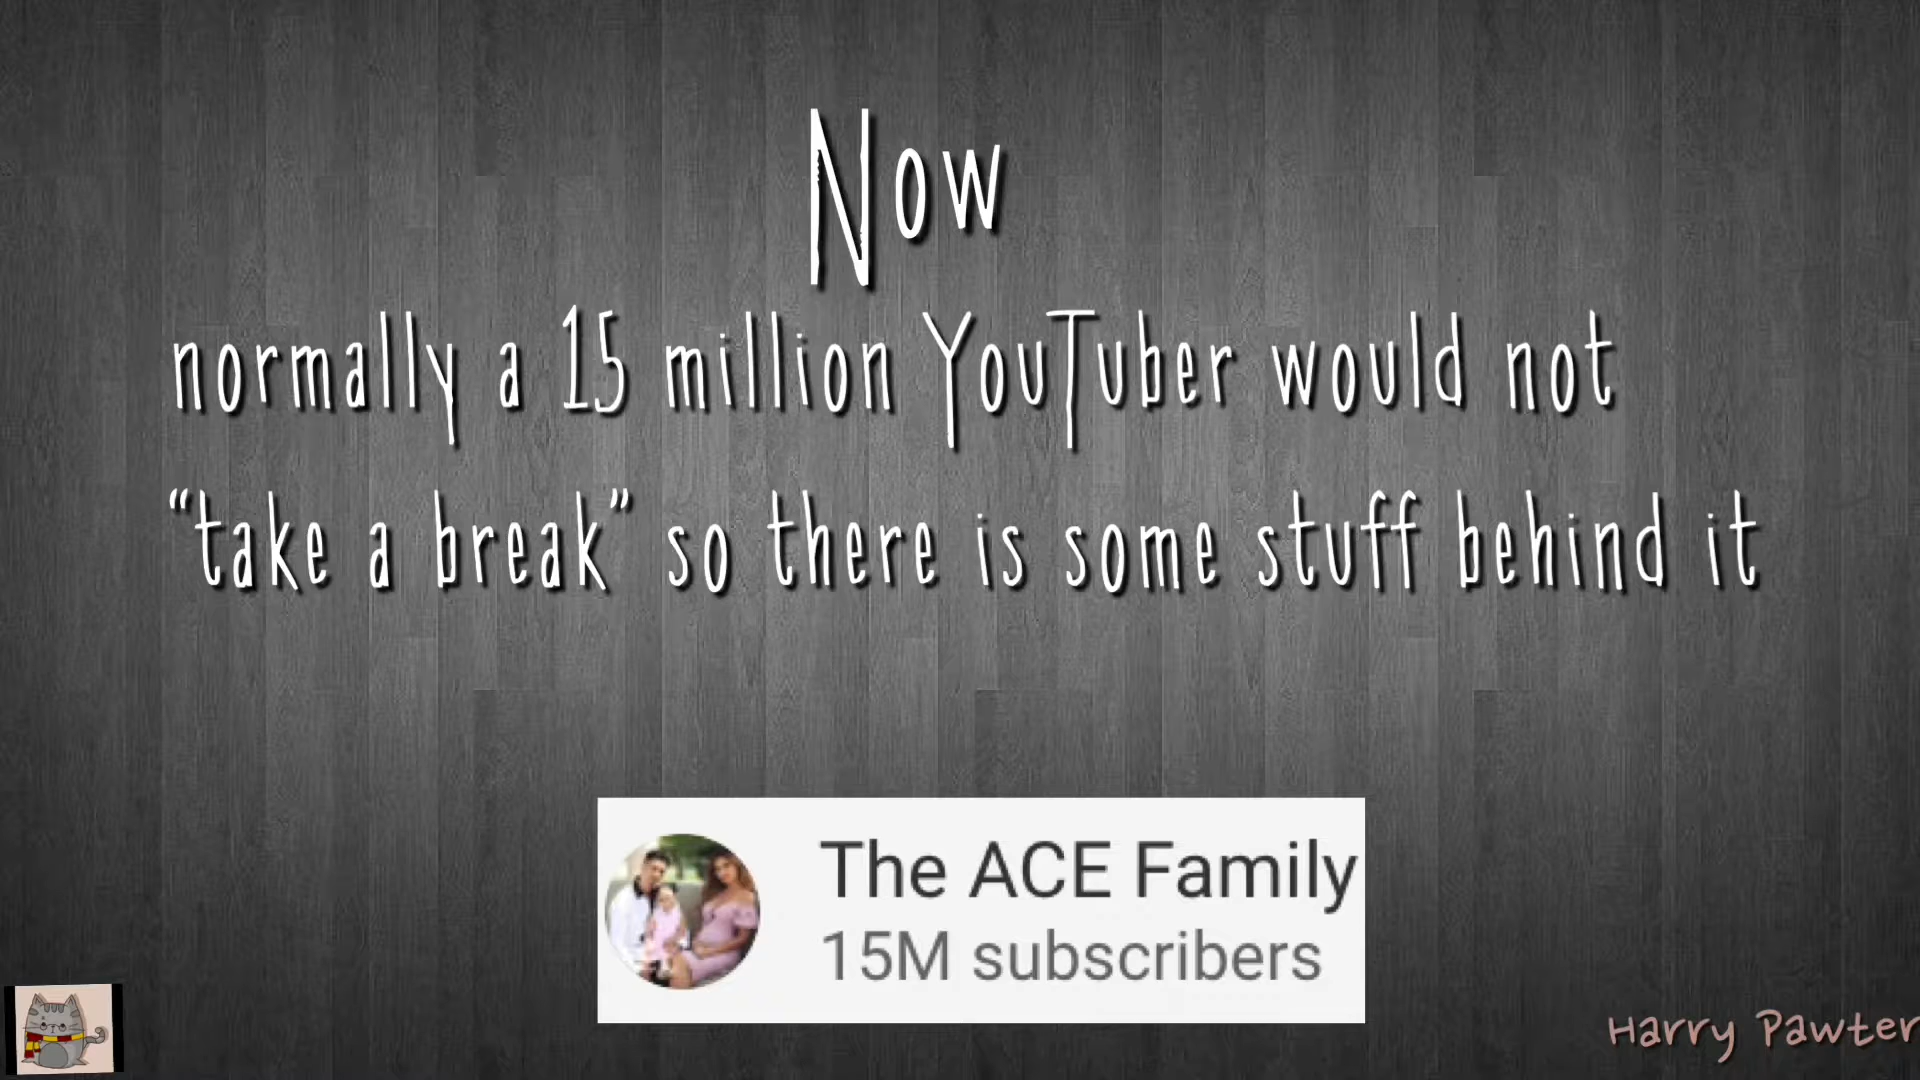 Now
normally a 15 million YouTuber would not
“take a break” so there is some stuff behind it
The ACE Family
15M subscribers
Harry Pawter